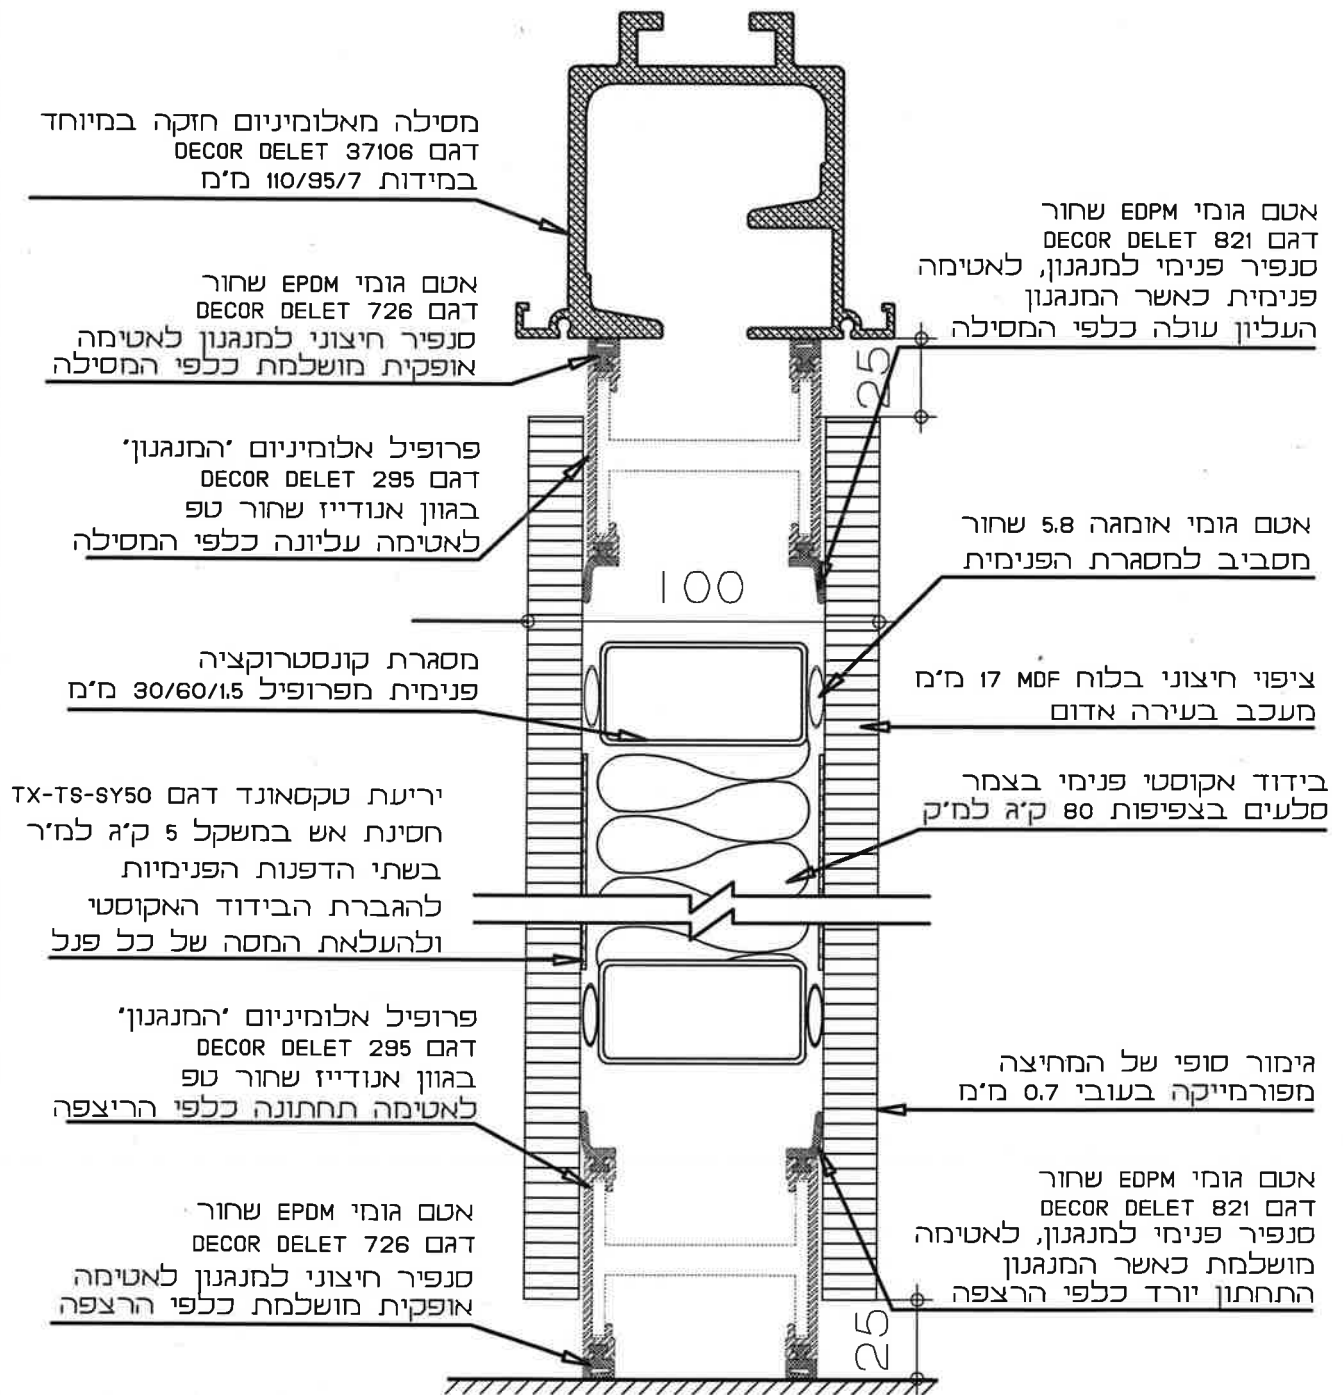 מסילה מאלומיניום חזקה במיוחד
דגם DECOR DELET 37106
במידות 110/95/7 מ"מ
אטם גומי EPDM שחור
דגם DECOR DELET 726
סנפיר חיצוני למנגנון לאטימה
אופקית מושלמת כלפי המסילה
פרופיל אלומיניום "המנגנון"
דגם DECOR DELET 295
בגוון אנודייז שחור טפ
לאטימה עליונה כלפי המסילה
מסגרת קונסטרוקציה
פנימית מפרופיל 30/60/1.5 מ"מ
יריעת טקסאונד דגם TX-TS-SY50
חסינת אש במשקל 5 ק"ג למ"ר
בשתי הדפנות הפנימיות
להגברת הבידוד האקוסטי
ולהעלאת המסה של כל פנל
פרופיל אלומיניום "המנגנון"
דגם DECOR DELET 295
בגוון אנודייז שחור טפ
לאטימה תחתונה כלפי הריצפה
אטם גומי EPDM שחור
דגם DECOR DELET 726
סנפיר חיצוני למנגנון לאטימה
אופקית מושלמת כלפי הרצפה
אטם גומי EDPM שחור
דגם DECOR DELET 821
סנפיר פנימי למנגנון, לאטימה
פנימית כאשר המנגנון
העליון עולה כלפי המסילה
25
אטם גומי אומגה 5.8 שחור
מסביב למסגרת הפנימית
100
ציפוי חיצוני בלוח MDF 17 מ"מ
מעכב בעירה אדום
בידוד אקוסטי פנימי בצמר
סלעים בצפיפות 80 ק"ג למ"ק
גימור סופי של המחיצה
מפורמייקה בעובי 0.7 מ"מ
אטם גומי EDPM שחור
דגם DECOR DELET 821
סנפיר פנימי למנגנון, לאטימה
מושלמת כאשר המנגנון
התחתון יורד כלפי הרצפה
25